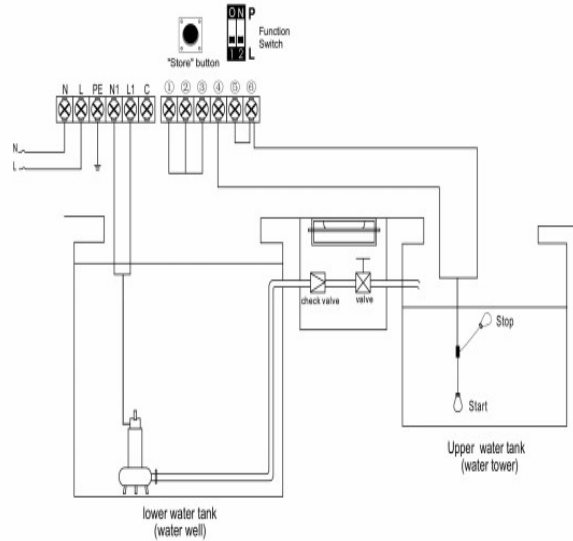 ON P
Function
Switch
1 2 L
"Store" button
N L PE N1 L1 C ① ② ③ ④ ⑤ ⑥
N
L
check valve
valve
Stop
Start
Upper water tank
(water tower)
lower water tank
(water well)